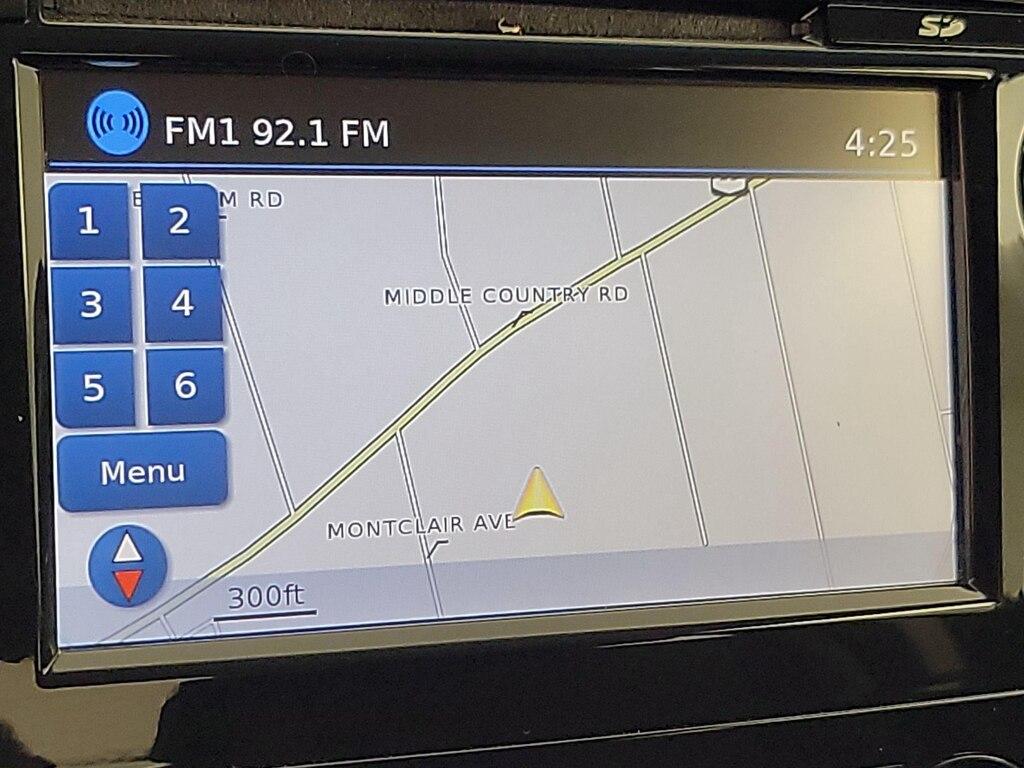 SD
FM1 92.1 FM
4:25
1
2
M RD
3
4
MIDDLE COUNTRY RD
5
6
Menu
MONTCLAIR AVE
300ft